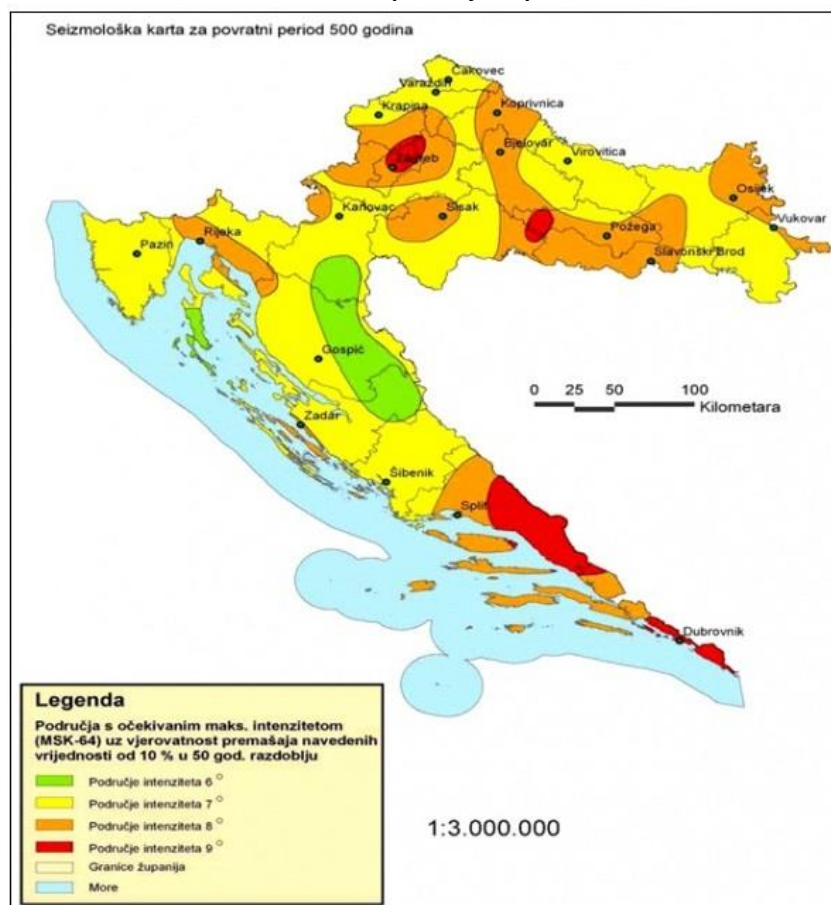 Seizmološka karta za povratni period 500 godina
Čakovec
Varaždin
Krapina
Koprivnica
Bjelovar
Virovitica
Zagreb
Osijek
Karlovac
Sisak
Vukovar
Požega
Rijeka
Pazin
Slavonski Brod
Gospić
0 25 50 100
Kilometara
Zadar
Šibenik
Split
Dubrovnik
Legenda
Područja s očekivanim maks. intenzitetom
(MSK-64) uz vjerovatnost premašaja navedenih
vrijednosti od 10 % u 50 god. razdoblju
Područje intenziteta 6 °
Područje intenziteta 7 °
Područje intenziteta 8 °
Područje intenziteta 9 °
Granice županija
More
1:3.000.000